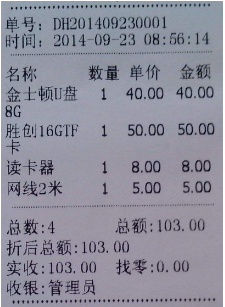 单号: DH201409230001
时间: 2014-09-23 08:56:14
名称 数量 单价 金额
金士顿U盘 1 40.00 40.00
8G
胜创16GTF 1 50.00 50.00
卡
读卡器 1 8.00 8.00
网线2米 1 5.00 5.00
总数:4 总额:103.00
折后总额:103.00
实收:103.00 找零:0.00
收银:管理员